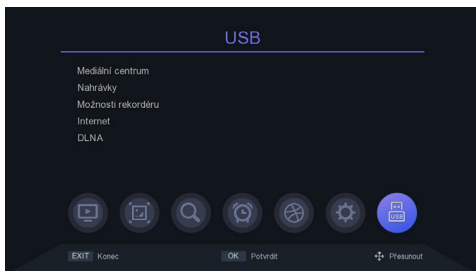 USB
Mediální centrum
Nahrávky
Možnosti rekordéru
Internet
DLNA
USB
EXIT Konec
OK Potvrdit
Přesunout